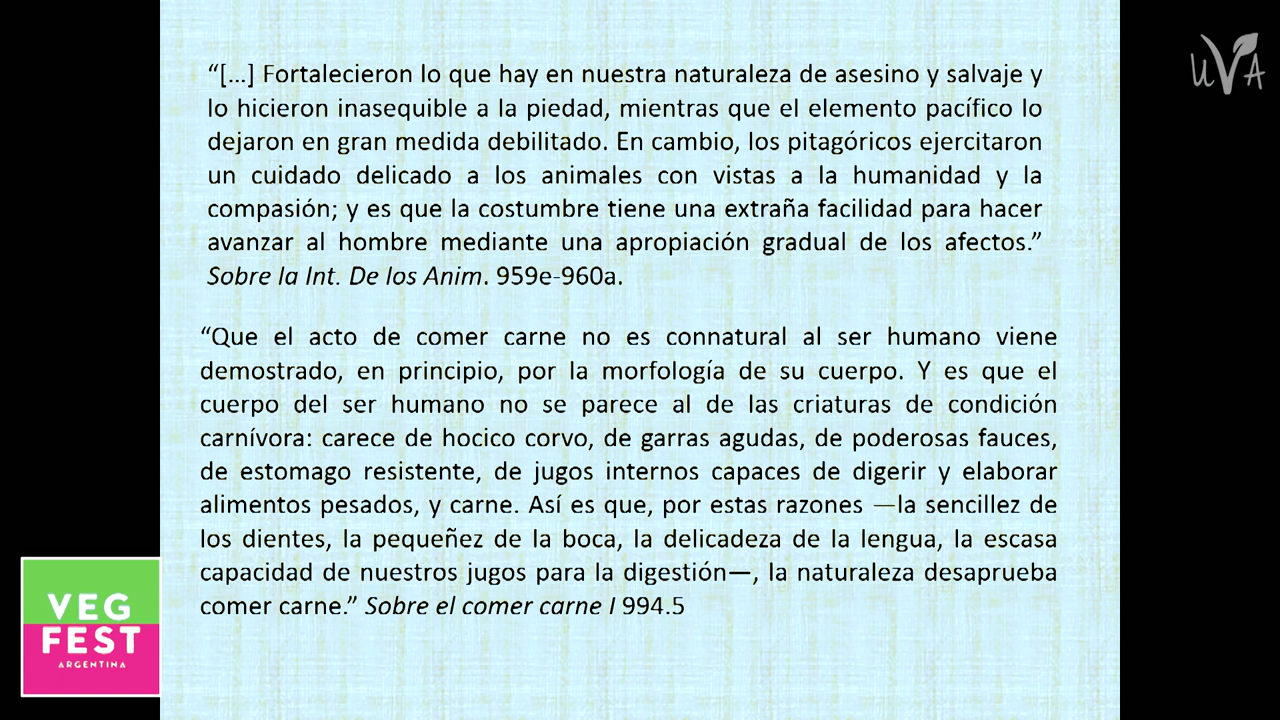 “[...] Fortalecieron lo que hay en nuestra naturaleza de asesino y salvaje y
lo hicieron inasequible a la piedad, mientras que el elemento pacífico lo
dejaron en gran medida debilitado. En cambio, los pitagóricos ejercitaron
un cuidado delicado a los animales con vistas a la humanidad y la
compasión; y es que la costumbre tiene una extraña facilidad para hacer
avanzar al hombre mediante una apropiación gradual de los afectos.”
Sobre la Int. De los Anim. 959e-960a.
“Que el acto de comer carne no es connatural al ser humano viene
demostrado, en principio, por la morfología de su cuerpo. Y es que el
cuerpo del ser humano no se parece al de las criaturas de condición
carnívora: carece de hocico corvo, de garras agudas, de poderosas fauces,
de estomago resistente, de jugos internos capaces de digerir y elaborar
alimentos pesados, y carne. Así es que, por estas razones —la sencillez de
los dientes, la pequeñez de la boca, la delicadeza de la lengua, la escasa
capacidad de nuestros jugos para la digestión—, la naturaleza desaprueba
comer carne.” Sobre el comer carne I 994.5
UVA
VEG
FEST
ARGENTINA